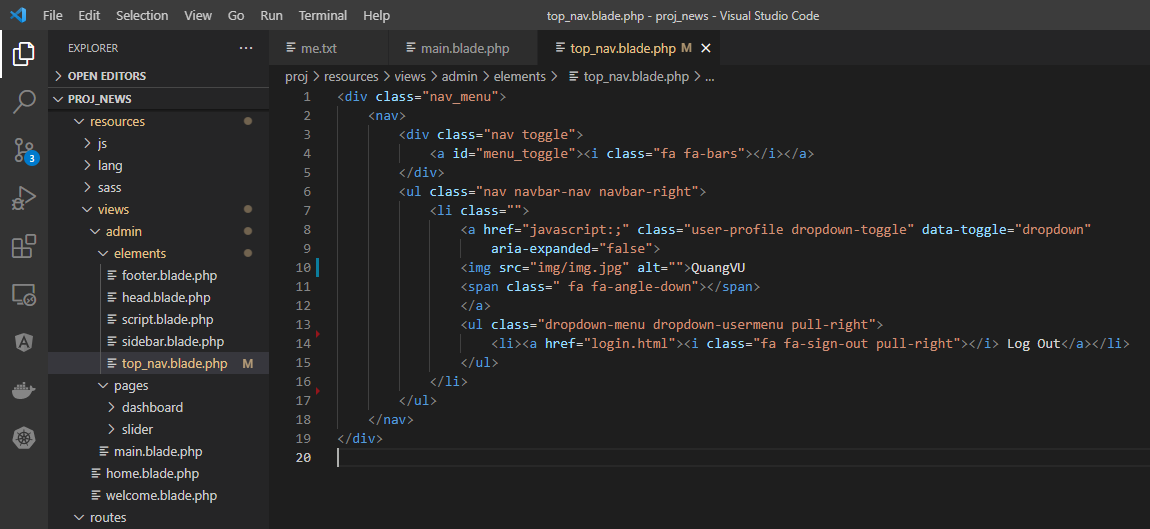 File Edit Selection View Go Run Terminal Help top_nav.blade.php - proj_news - Visual Studio Code
EXPLORER ··· me.txt main.blade.php top_nav.blade.php M
OPEN EDITORS
PROJ_NEWS
resources
js
lang
sass
views
admin
elements
footer.blade.php
head.blade.php
script.blade.php
sidebar.blade.php
top_nav.blade.php M
pages
dashboard
slider
main.blade.php
home.blade.php
welcome.blade.php
routes
3
proj > resources > views > admin > elements > top_nav.blade.php > ...
1 <div class="nav_menu">
2 <nav>
3 <div class="nav toggle">
4 <a id="menu_toggle"><i class="fa fa-bars"></i></a>
5 </div>
6 <ul class="nav navbar-nav navbar-right">
7 <li class="">
8 <a href="javascript:;" class="user-profile dropdown-toggle" data-toggle="dropdown"
9 aria-expanded="false">
10 <img src="img/img.jpg" alt="">QuangVU
11 <span class=" fa fa-angle-down"></span>
12 </a>
13 <ul class="dropdown-menu dropdown-usermenu pull-right">
14 <li><a href="login.html"><i class="fa fa-sign-out pull-right"></i> Log Out</a></li>
15 </ul>
16 </li>
17 </ul>
18 </nav>
19 </div>
20